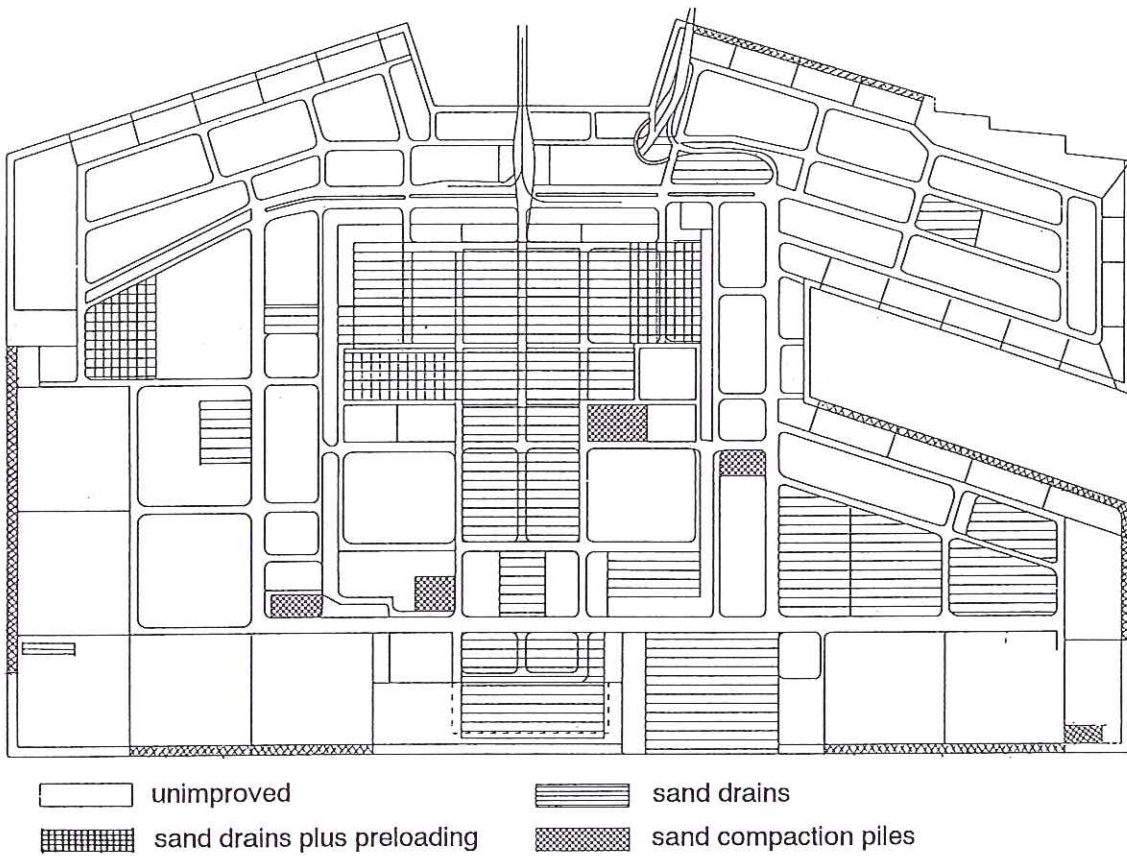 unimproved
sand drains
sand drains plus preloading
sand compaction piles